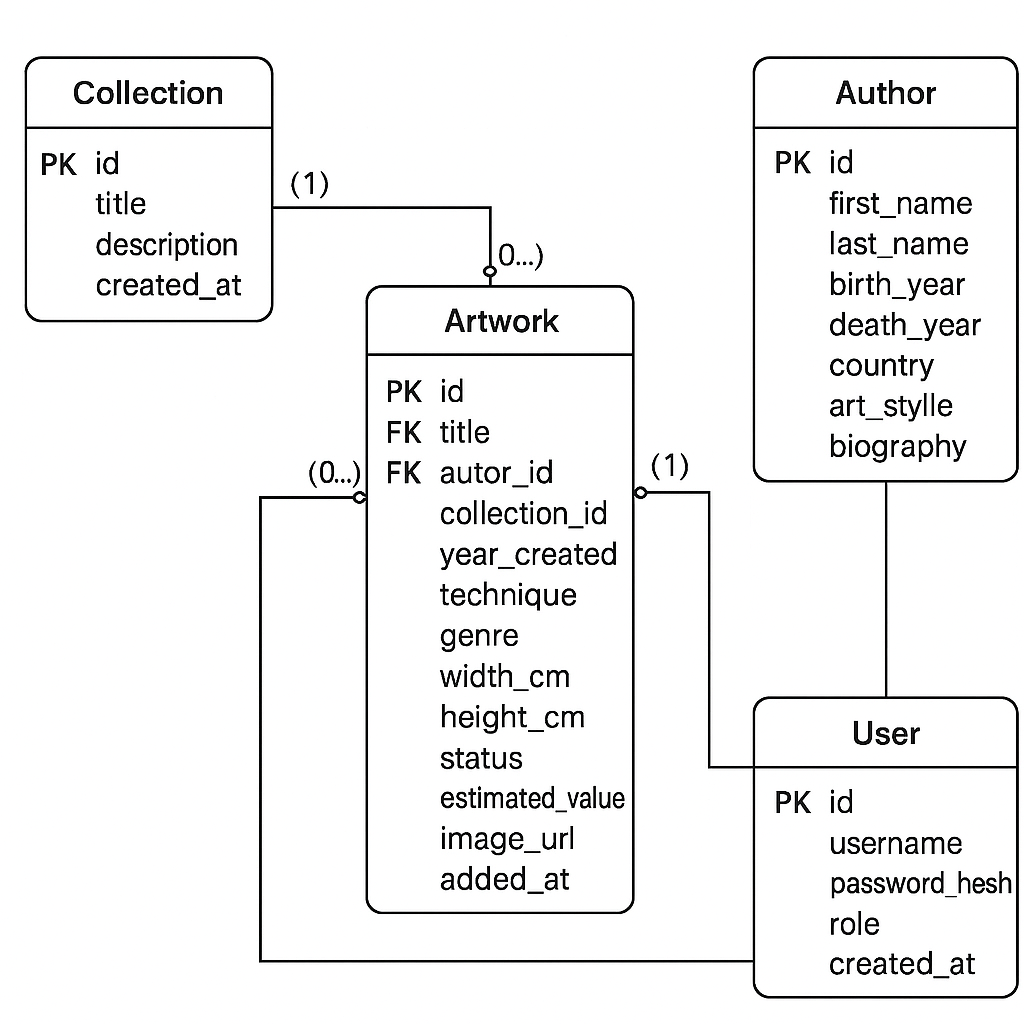 Collection
PK id
title
description
created_at
(1)
0...)
Artwork
PK id
FK title
FK autor_id
collection_id
year_created
technique
genre
width_cm
height_cm
status
estimated_value
image_url
added_at
(0...)
(1)
Author
PK id
first_name
last_name
birth_year
death_year
country
art_stylle
biography
User
PK id
username
password_hesh
role
created_at